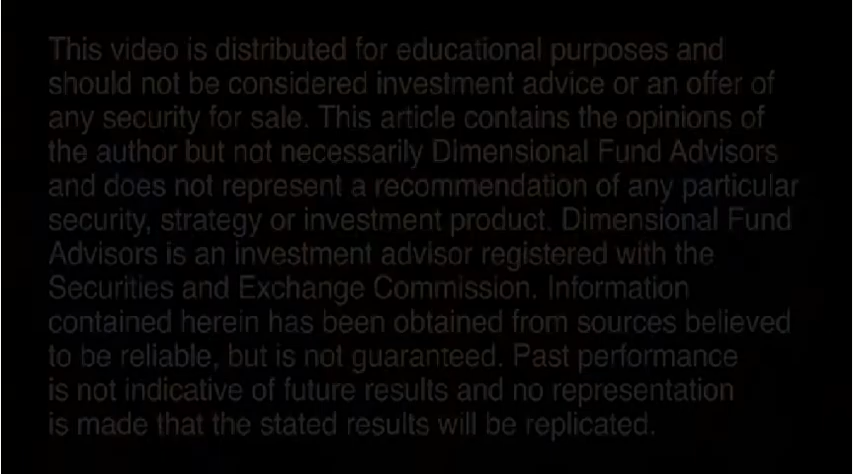 This video is distributed for educational purposes and
should not be considered investment advice or an offer of
any security for sale. This article contains the opinions of
the author but not necessarily Dimensional Fund Advisors
and does not represent a recommendation of any particular
security, strategy or investment product. Dimensional Fund
Advisors is an investment advisor registered with the
Securities and Exchange Commission. Information
contained herein has been obtained from sources believed
to be reliable, but is not guaranteed. Past performance
is not indicative of future results and no representation
is made that the stated results will be replicated.